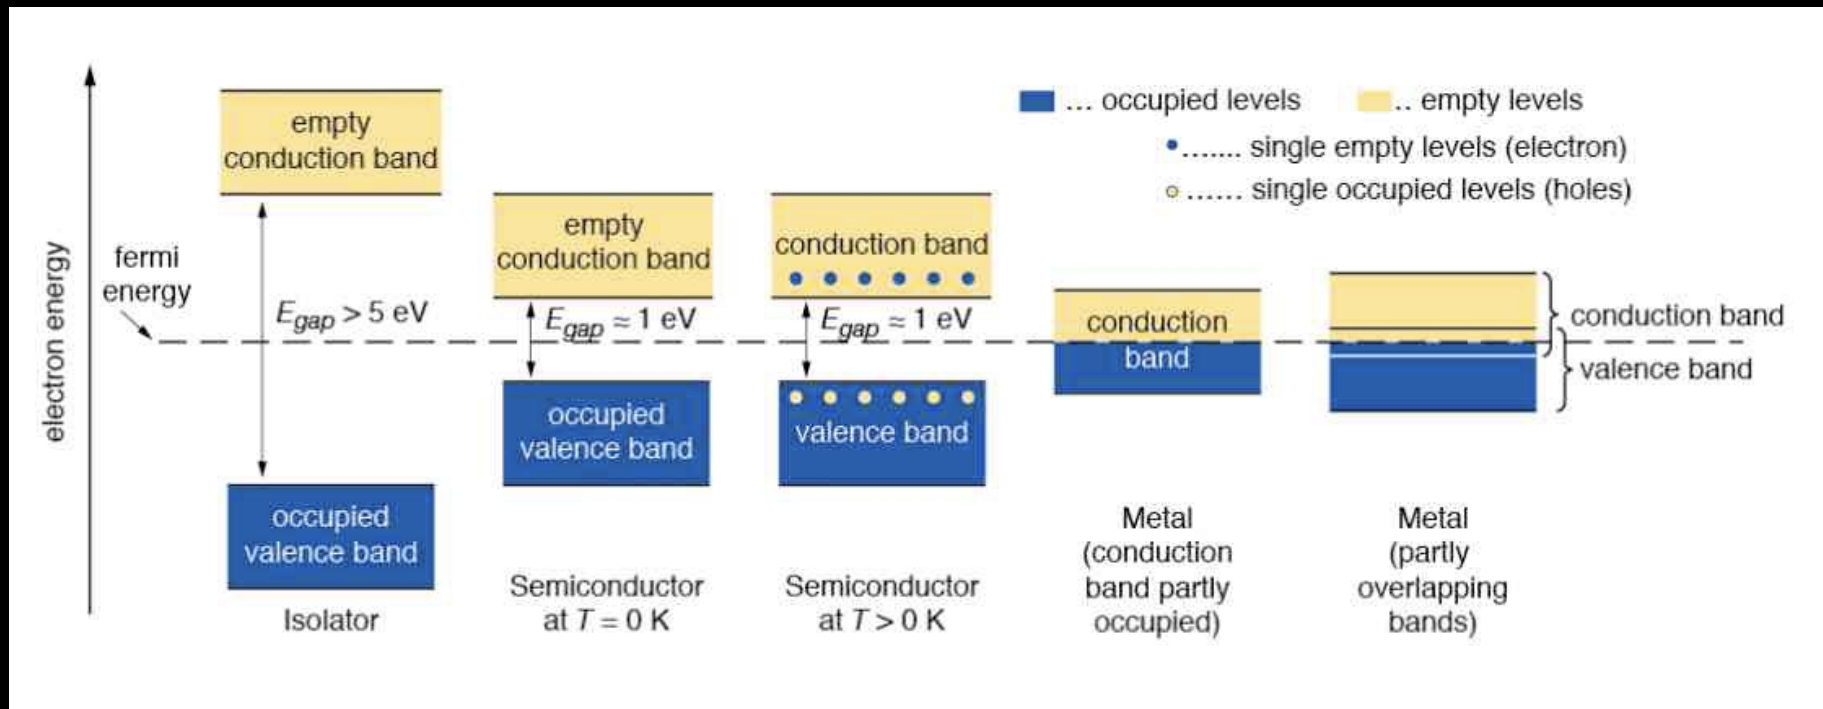 ... occupied levels
.. empty levels
....... single empty levels (electron)
...... single occupied levels (holes)
electron energy
fermi
energy
empty
conduction band
E_gap > 5 eV
occupied
valence band
Isolator
empty
conduction band
E_gap ≈ 1 eV
occupied
valence band
Semiconductor
at T = 0 K
conduction band
E_gap ≈ 1 eV
valence band
Semiconductor
at T > 0 K
conduction
band
Metal
(conduction
band partly
occupied)
conduction band
valence band
Metal
(partly
overlapping
bands)